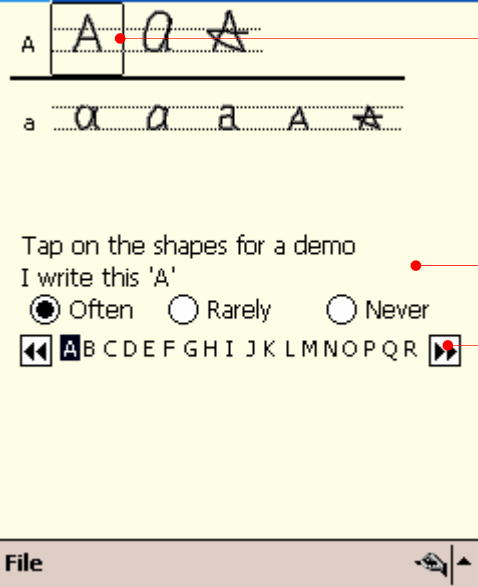 A A a A
a a a a A A
Tap on the shapes for a demo
I write this 'A'
Often Rarely Never
A B C D E F G H I J K L M N O P Q R
File